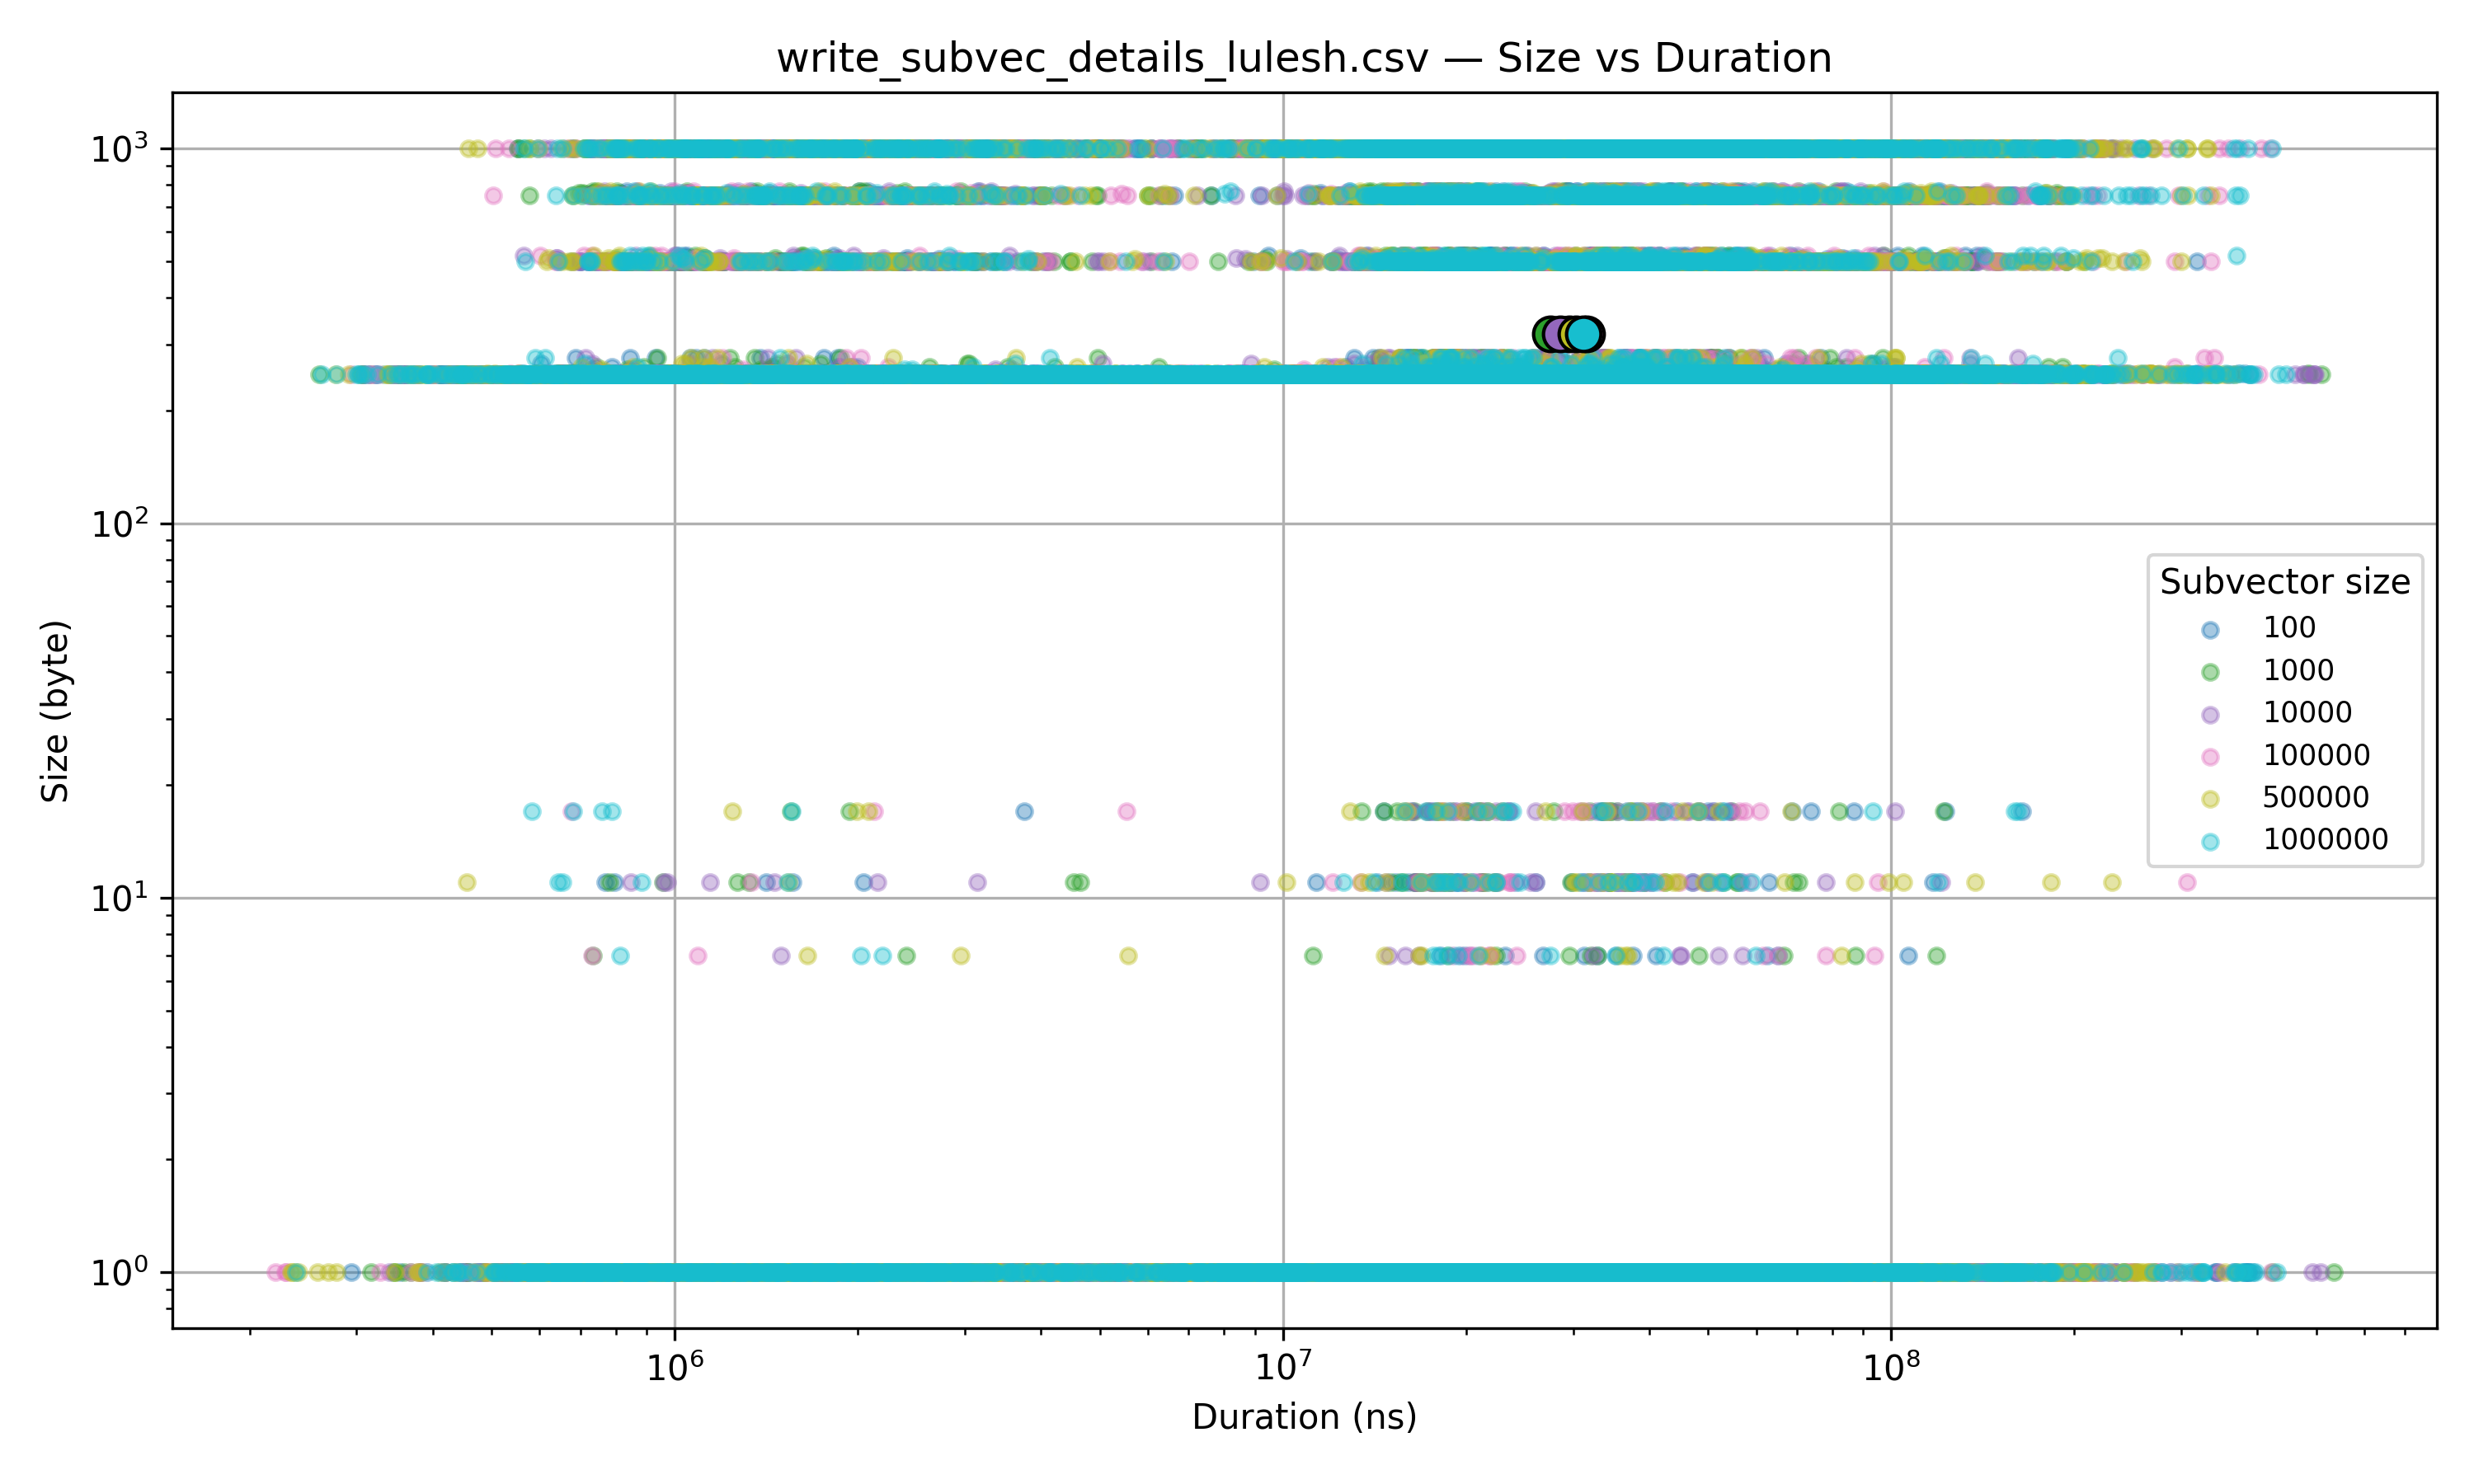 write_subvec_details_lulesh.csv — Size vs Duration
Size (byte)
10³
10²
10¹
10⁰
Subvector size
100
1000
10000
100000
500000
1000000
10⁶ 10⁷ 10⁸
Duration (ns)